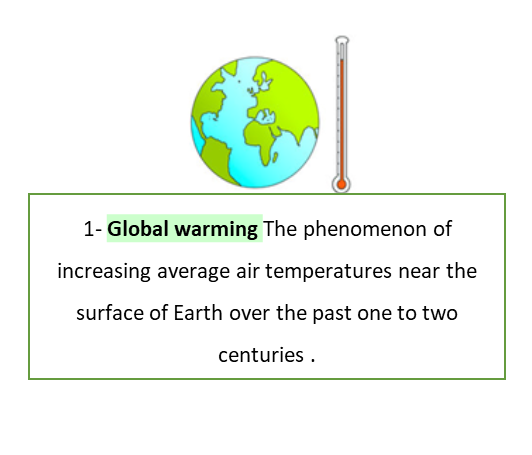 1- Global warming The phenomenon of
increasing average air temperatures near the
surface of Earth over the past one to two
centuries .